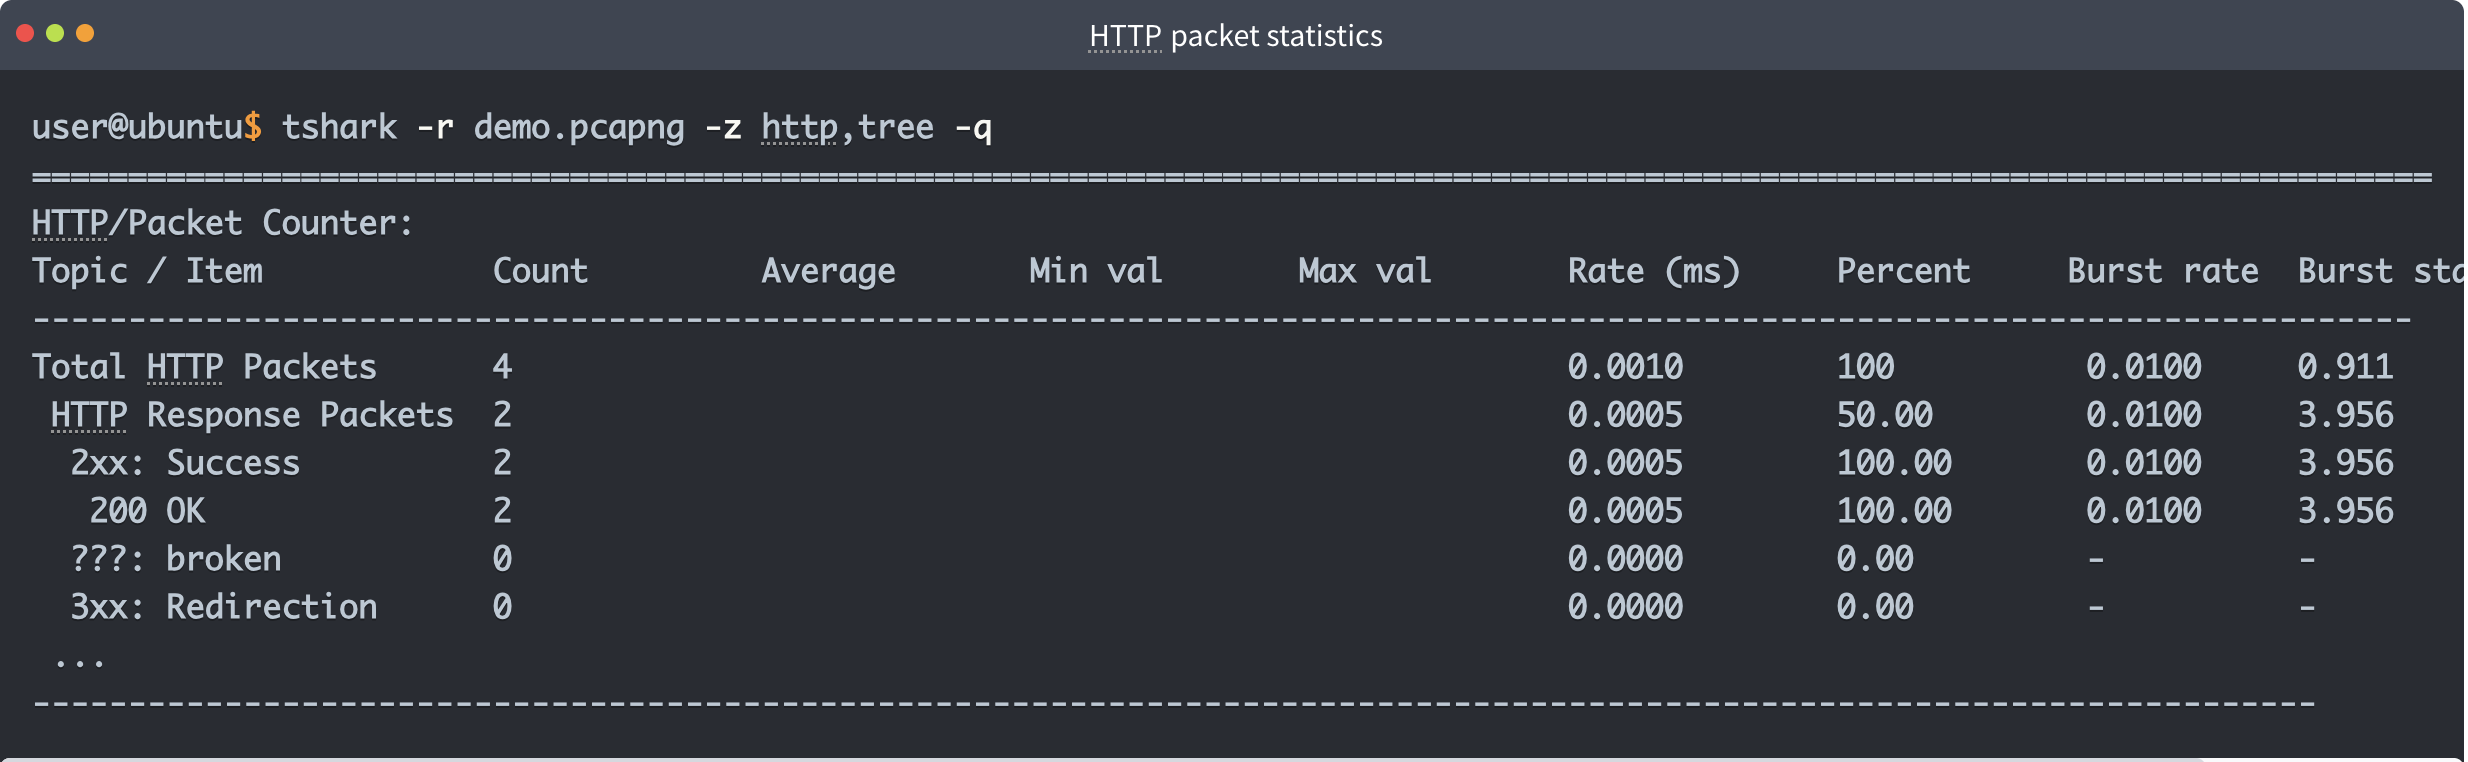 HTTP packet statistics
user@ubuntu$ tshark -r demo.pcapng -z http,tree -q
=============================================================================================================================
HTTP/Packet Counter:
Topic / Item            Count         Average       Min val       Max val       Rate (ms)     Percent     Burst rate  Burst sta
----------------------------------------------------------------------------------------------------------------------------
Total HTTP Packets      4                                                       0.0010        100          0.0100     0.911
 HTTP Response Packets  2                                                       0.0005        50.00        0.0100     3.956
  2xx: Success          2                                                       0.0005        100.00       0.0100     3.956
   200 OK               2                                                       0.0005        100.00       0.0100     3.956
  ???: broken           0                                                       0.0000        0.00         -          -
  3xx: Redirection      0                                                       0.0000        0.00         -          -
 ...
-----------------------------------------------------------------------------------------------------------------------